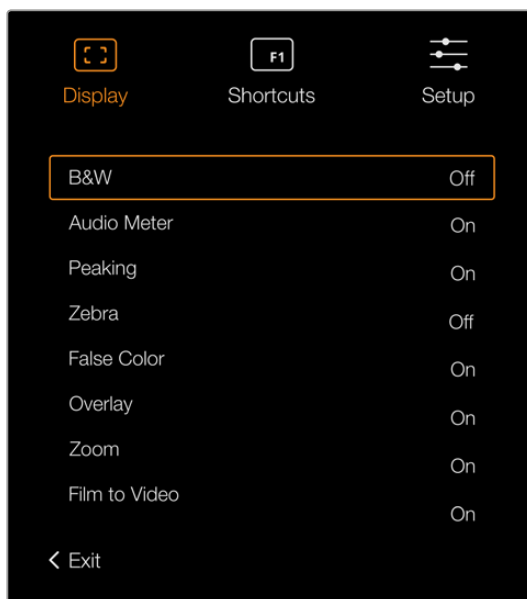 F1
Display Shortcuts Setup
B&W Off
Audio Meter On
Peaking On
Zebra Off
False Color On
Overlay On
Zoom On
Film to Video On
Exit